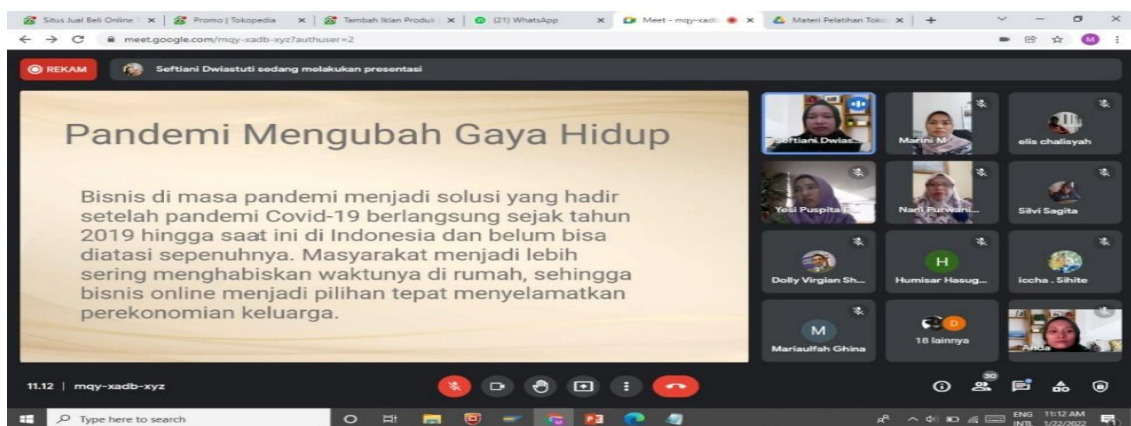 Situs Jual Beli Online
Promo | Tokopedia
Tambah Iklan Produk
(21) WhatsApp
Meet - mqy-xadb
Materi Pelatihan Tok
meet.google.com/mqy-xadb-xyz?authuser=2
M
REKAM
Seftiani Dwiastuti sedang melakukan presentasi
Pandemi Mengubah Gaya Hidup
Bisnis di masa pandemi menjadi solusi yang hadir
setelah pandemi Covid-19 berlangsung sejak tahun
2019 hingga saat ini di Indonesia dan belum bisa
diatasi sepenuhnya. Masyarakat menjadi lebih
sering menghabiskan waktunya di rumah, sehingga
bisnis online menjadi pilihan tepat menyelamatkan
perekonomian keluarga.
Seftiani Dwias...
Marini M
elis chalisyah
Yesi Puspita
Nani Purwani...
Silvi Sagita
Dolly Virgian Sh...
H
Humisar Hasug...
iccha . Sihite
M
Mariaulfah Ghina
D
18 lainnya
Anda
11.12 | mqy-xadb-xyz
30
Type here to search
ENG
INTL
11:12 AM
1/22/2022